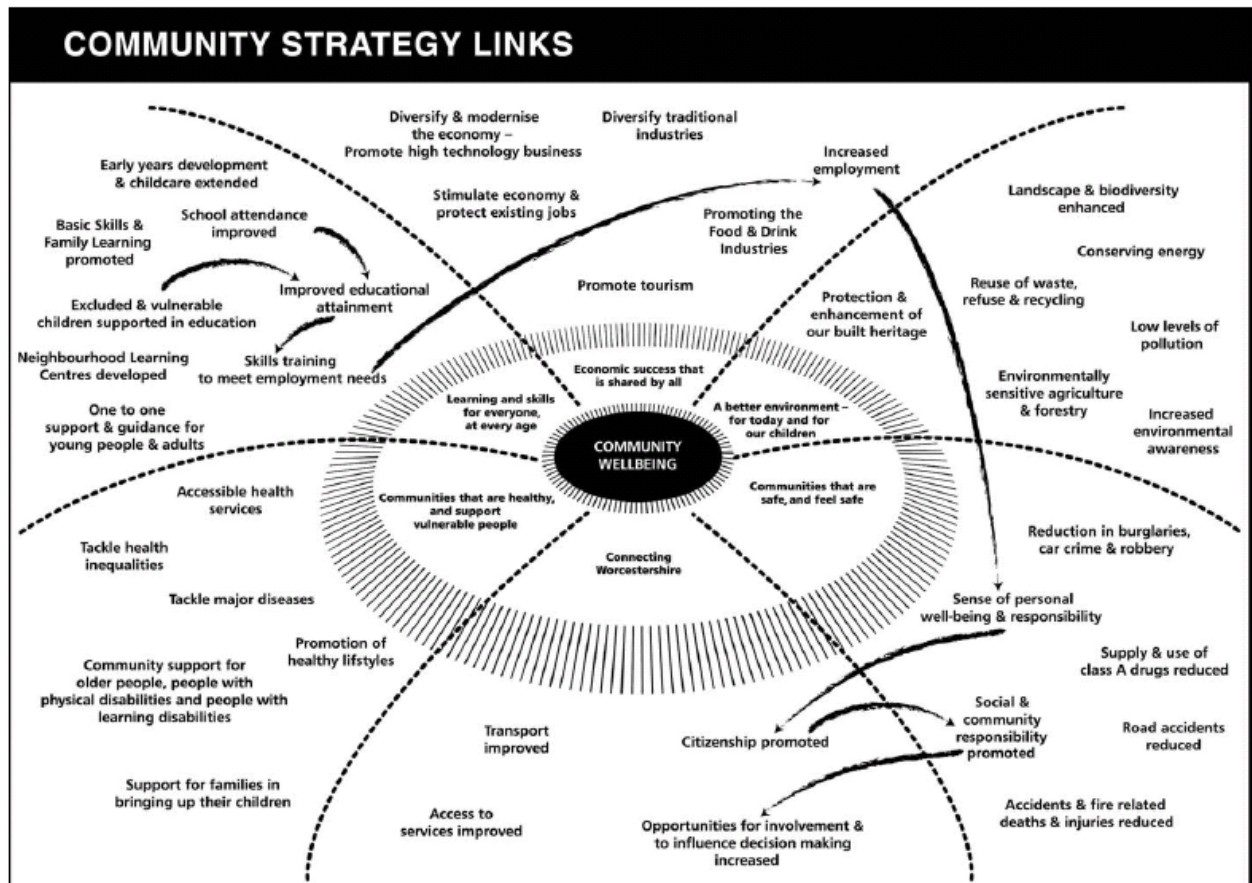 COMMUNITY STRATEGY LINKS
Diversify & modernise
the economy –
Promote high technology business
Diversify traditional
industries
Increased
employment
Early years development
& childcare extended
Landscape & biodiversity
enhanced
Stimulate economy &
protect existing jobs
Basic Skills &
Family Learning
promoted
School attendance
improved
Promoting the
Food & Drink
Industries
Conserving energy
Promote tourism
Reuse of waste,
refuse & recycling
Improved educational
attainment
Excluded & vulnerable
children supported in education
Protection &
enhancement of
our built heritage
Low levels of
pollution
Neighbourhood Learning
Centres developed
Skills training
to meet employment needs
Economic success that
is shared by all
Environmentally
sensitive agriculture
& forestry
Learning and skills
for everyone,
at every age
A better environment –
for today and for
our children
One to one
support & guidance for
young people & adults
Increased
environmental
awareness
COMMUNITY
WELLBEING
Accessible health
services
Communities that are healthy,
and support
vulnerable people
Communities that are
safe, and feel safe
Tackle health
inequalities
Connecting
Worcestershire
Reduction in burglaries,
car crime & robbery
Tackle major diseases
Sense of personal
well-being & responsibility
Promotion of
healthy lifstyles
Community support for
older people, people with
physical disabilities and people with
learning disabilities
Supply & use of
class A drugs reduced
Transport
improved
Citizenship promoted
Social &
community
responsibility
promoted
Road accidents
reduced
Support for families in
bringing up their children
Access to
services improved
Opportunities for involvement &
to influence decision making
increased
Accidents & fire related
deaths & injuries reduced